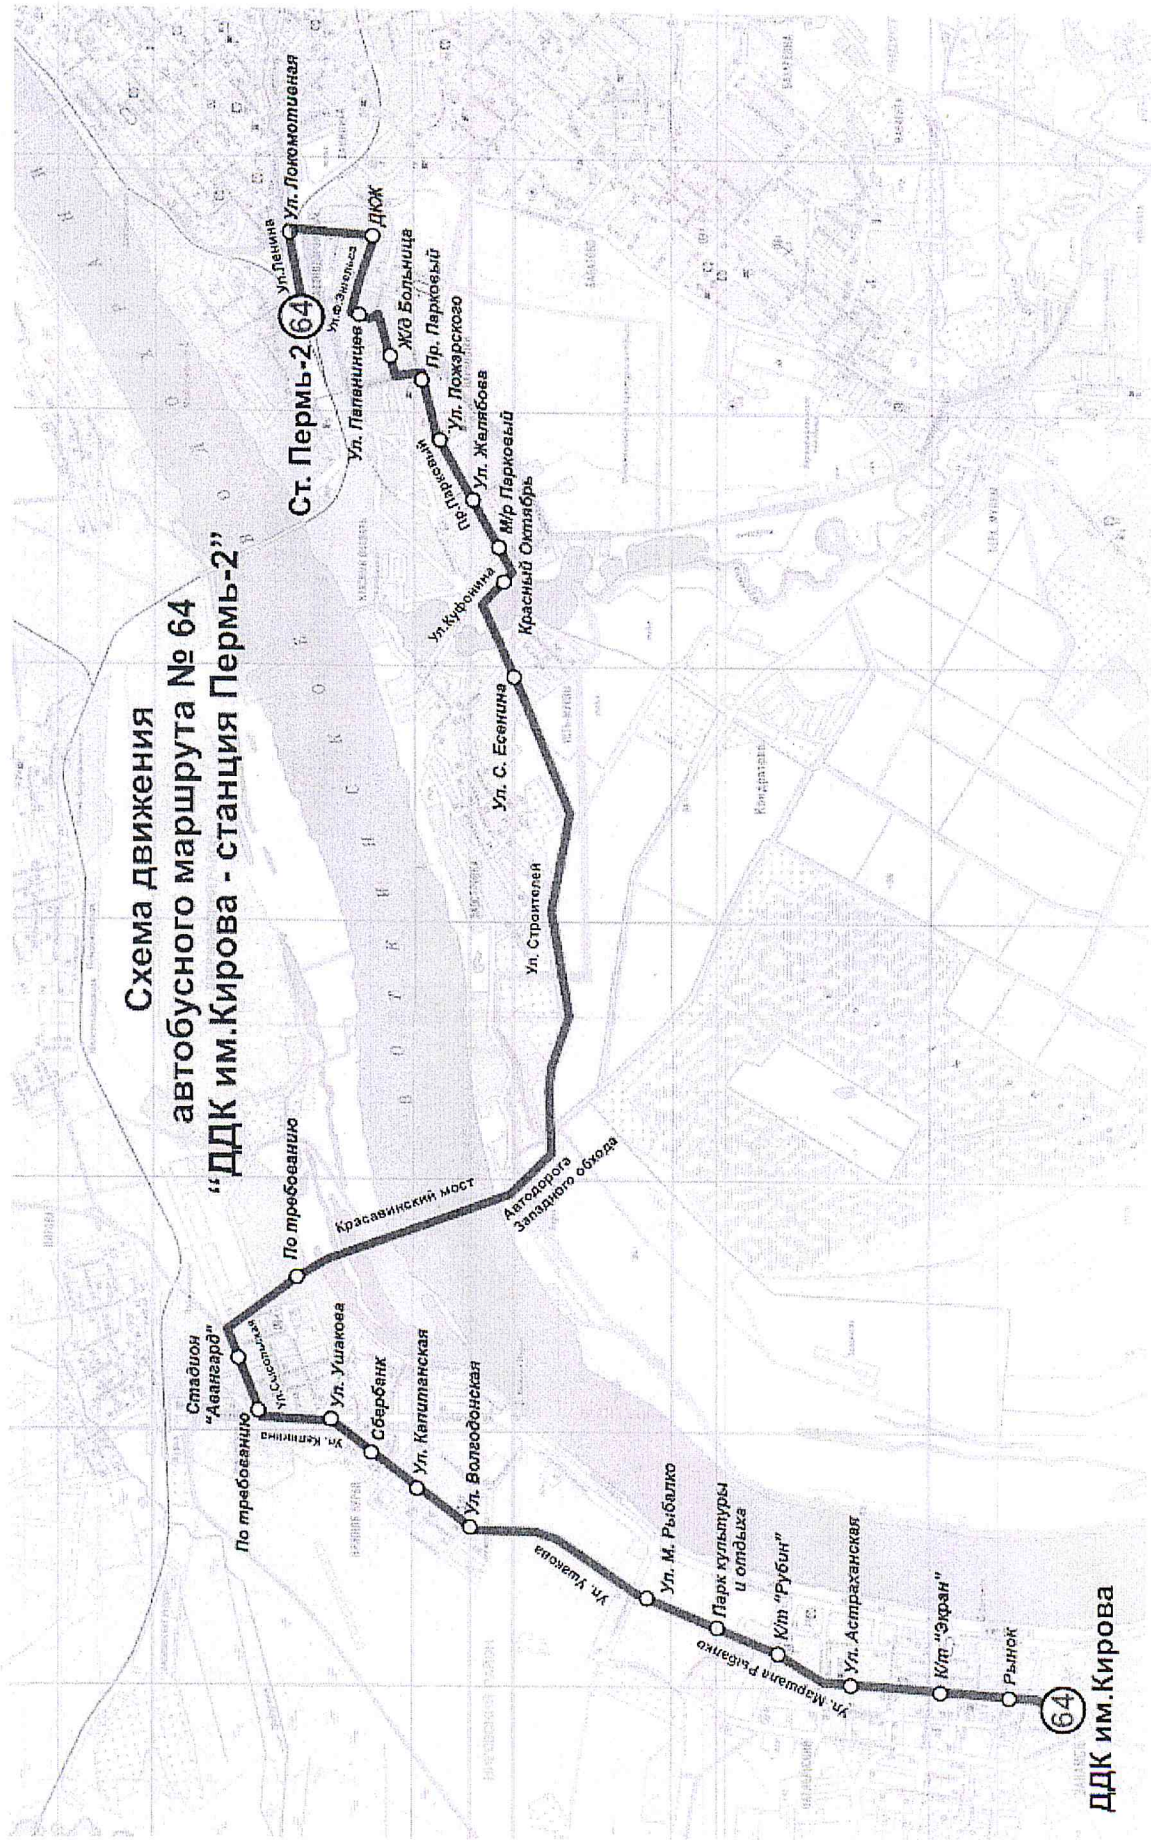 Схема движения
автобусного маршрута № 64
“ДДК им.Кирова - станция Пермь-2”
Ст. Пермь-2
64
Ул.Ленина
Ул. Локомотивная
ДКЖ
Ул.Ф.Энгельса
Ул. Папанинцев
Ж/д Больница
Пр. Парковый
Ул. Пожарского
Пр.Парковый
Ул. Желябова
М/р Парковый
Красный Октябрь
Ул.Куфонина
Ул. С. Есенина
Ул. Строителей
Автодорога
Западного обхода
Красавинский мост
По требованию
Стадион
“Авангард”
Ул.Сысольская
По требованию
Ул. Калинина
Ул. Ушакова
Сбербанк
Ул. Капитанская
Ул. Волгодонская
Ул. Ушакова
Ул. М. Рыбалко
Парк культуры
и отдыха
К/т “Рубин”
Ул. Маршала Рыбалко
Ул. Астраханская
К/т “Экран”
Рынок
64
ДДК им.Кирова
Кондратово